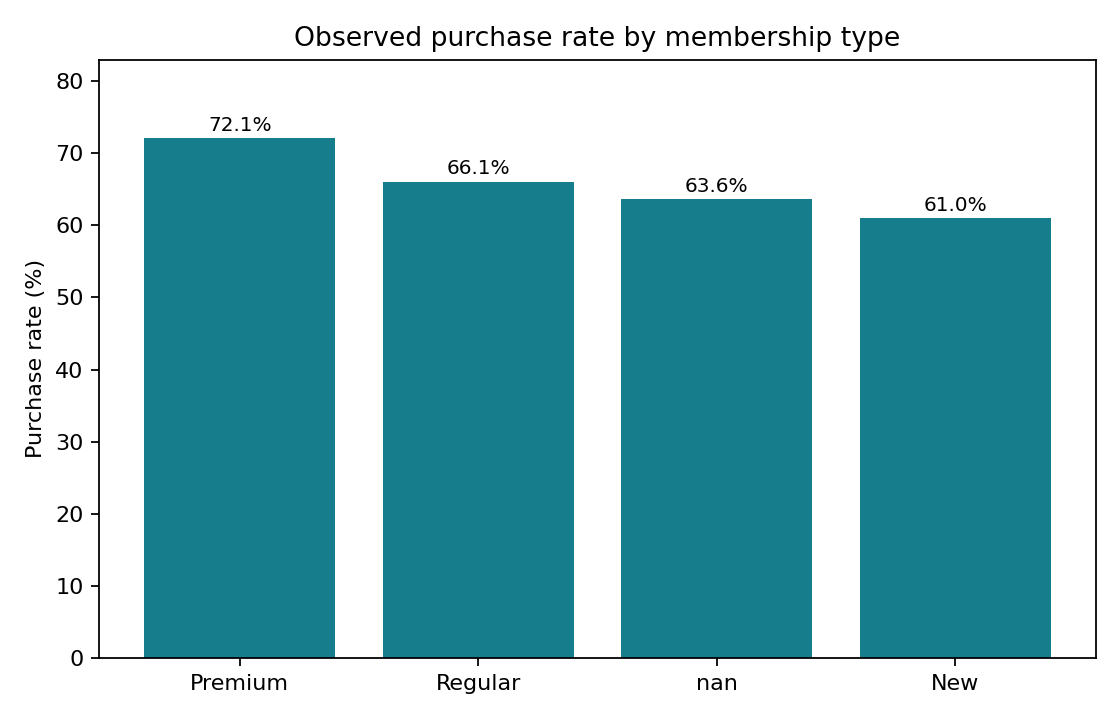 Observed purchase rate by membership type
Purchase rate (%)
80
70
60
50
40
30
20
10
0
72.1%
66.1%
63.6%
61.0%
Premium
Regular
nan
New